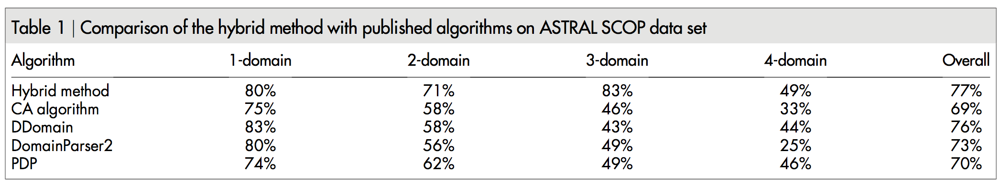 Table 1 | Comparison of the hybrid method with published algorithms on ASTRAL SCOP data set
Algorithm 1-domain 2-domain 3-domain 4-domain Overall
Hybrid method 80% 71% 83% 49% 77%
CA algorithm 75% 58% 46% 33% 69%
DDomain 83% 58% 43% 44% 76%
DomainParser2 80% 56% 49% 25% 73%
PDP 74% 62% 49% 46% 70%